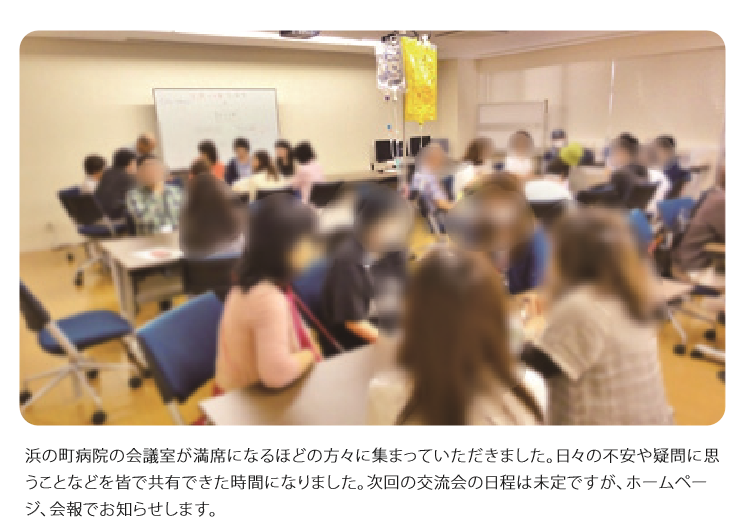 浜の町病院の会議室が満席になるほどの方々に集まっていただきました。日々の不安や疑問に思
うことなどを皆で共有できた時間になりました。次回の交流会の日程は未定ですが、ホームペー
ジ、会報でお知らせします。